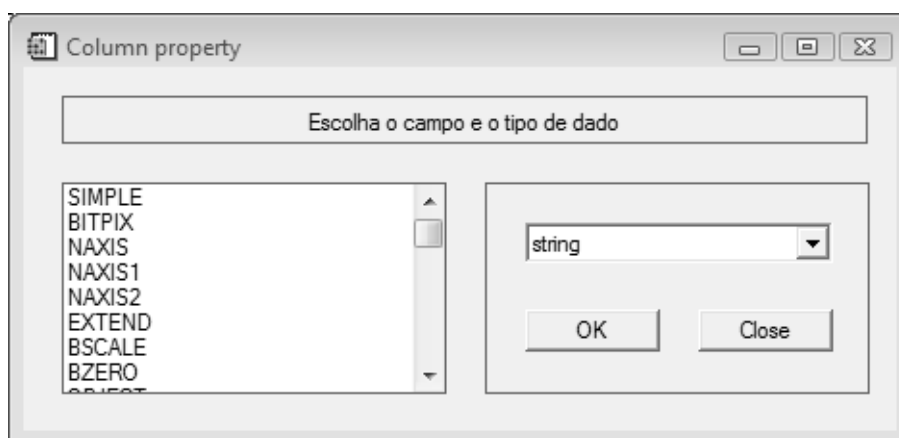 Column property
Escolha o campo e o tipo de dado
SIMPLE
BITPIX
NAXIS
NAXIS1
NAXIS2
EXTEND
BSCALE
BZERO
string
OK Close